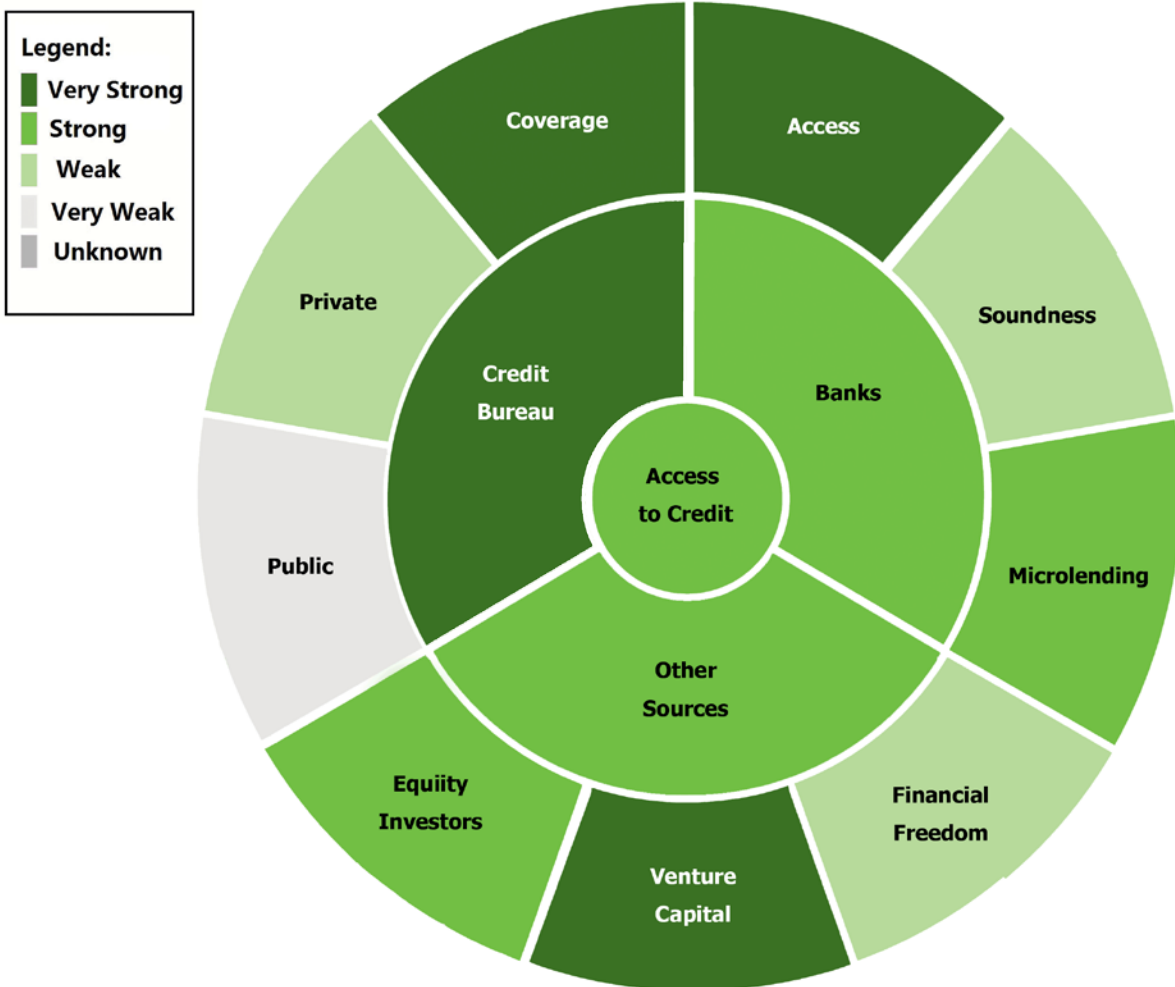 Legend:
Very Strong
Strong
Weak
Very Weak
Unknown
Coverage
Access
Private
Soundness
Credit
Bureau
Banks
Access
to Credit
Public
Microlending
Other
Sources
Equiity
Investors
Financial
Freedom
Venture
Capital